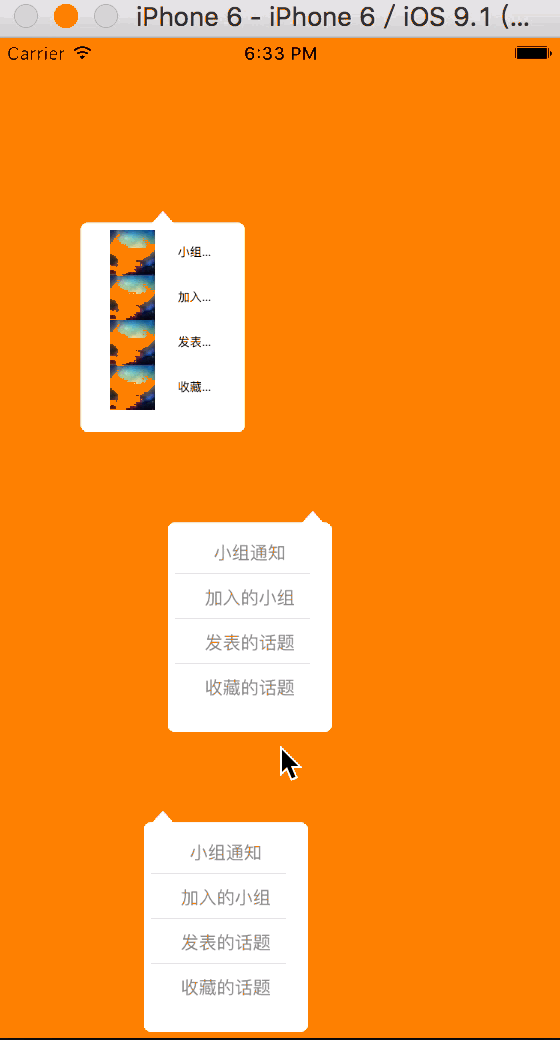 iPhone 6 - iPhone 6 / iOS 9.1 (...
Carrier 6:33 PM
小组...
加入...
发表...
收藏...
小组通知
加入的小组
发表的话题
收藏的话题
小组通知
加入的小组
发表的话题
收藏的话题